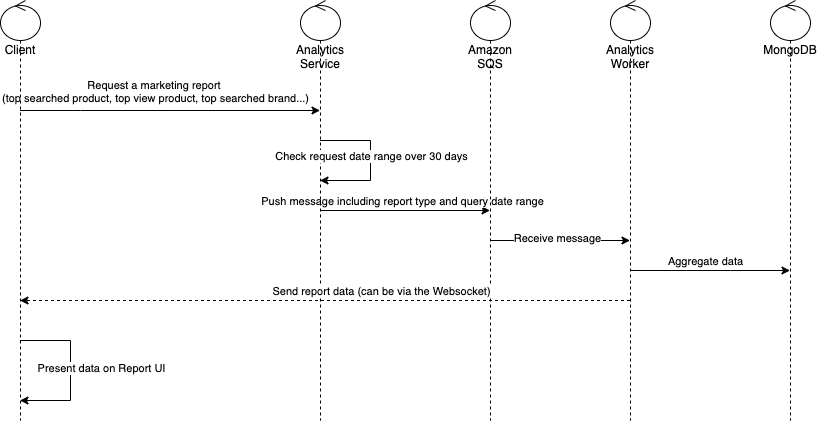 Client
Analytics
Service
Amazon
SQS
Analytics
Worker
MongoDB
Request a marketing report
(top searched product, top view product, top searched brand...)
Check request date range over 30 days
Push message including report type and query date range
Receive message
Aggregate data
Send report data (can be via the Websocket)
Present data on Report UI